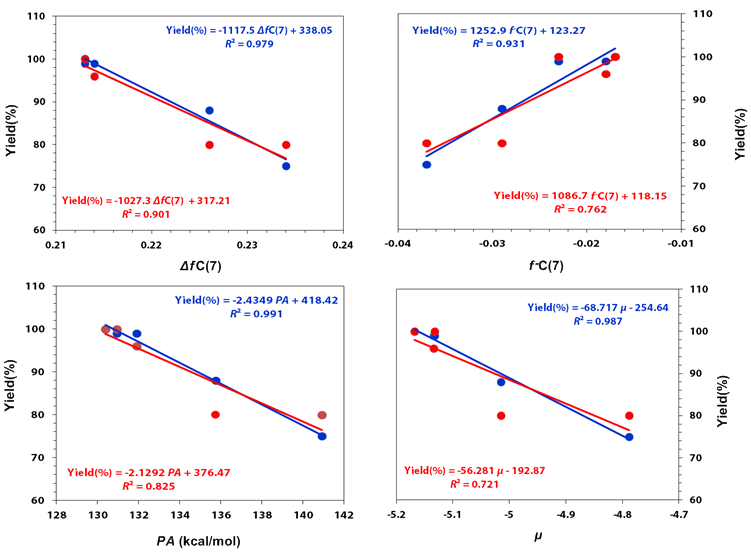 Yield(%) = -1117.5 ΔfC(7) + 338.05
R² = 0.979
Yield(%) = -1027.3 ΔfC(7) + 317.21
R² = 0.901
110
100
90
80
70
60
0.21 0.22 0.23 0.24
Yield(%)
ΔfC(7)
Yield(%) = 1252.9 f-C(7) + 123.27
R² = 0.931
Yield(%) = 1086.7 f-C(7) + 118.15
R² = 0.762
110
100
90
80
70
60
-0.04 -0.03 -0.02 -0.01
Yield(%)
f-C(7)
Yield(%) = -2.4349 PA + 418.42
R² = 0.991
Yield(%) = -2.1292 PA + 376.47
R² = 0.825
110
100
90
80
70
60
128 130 132 134 136 138 140 142
Yield(%)
PA (kcal/mol)
Yield(%) = -68.717 μ - 254.64
R² = 0.987
Yield(%) = -56.281 μ - 192.87
R² = 0.721
110
100
90
80
70
60
-5.2 -5.1 -5 -4.9 -4.8 -4.7
Yield(%)
μ